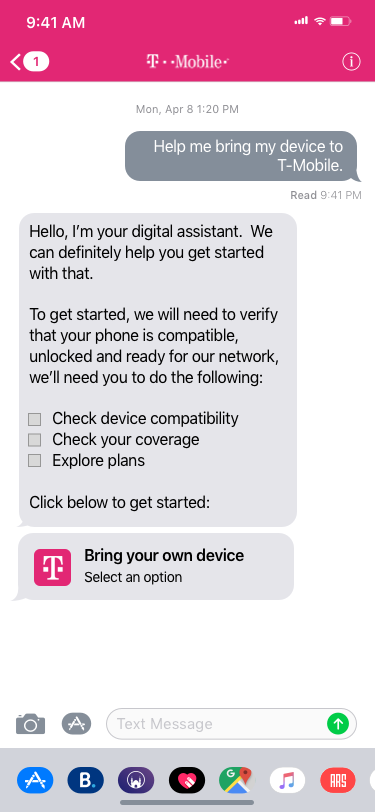 9:41 AM
1
T··Mobile·
i
Mon, Apr 8 1:20 PM
Help me bring my device to
T-Mobile.
Read 9:41 PM
Hello, I’m your digital assistant.  We
can definitely help you get started
with that.
To get started, we will need to verify
that your phone is compatible,
unlocked and ready for our network,
we’ll need you to do the following:
Check device compatibility
Check your coverage
Explore plans
Click below to get started:
T
Bring your own device
Select an option
Text Message
B.
G
ARS